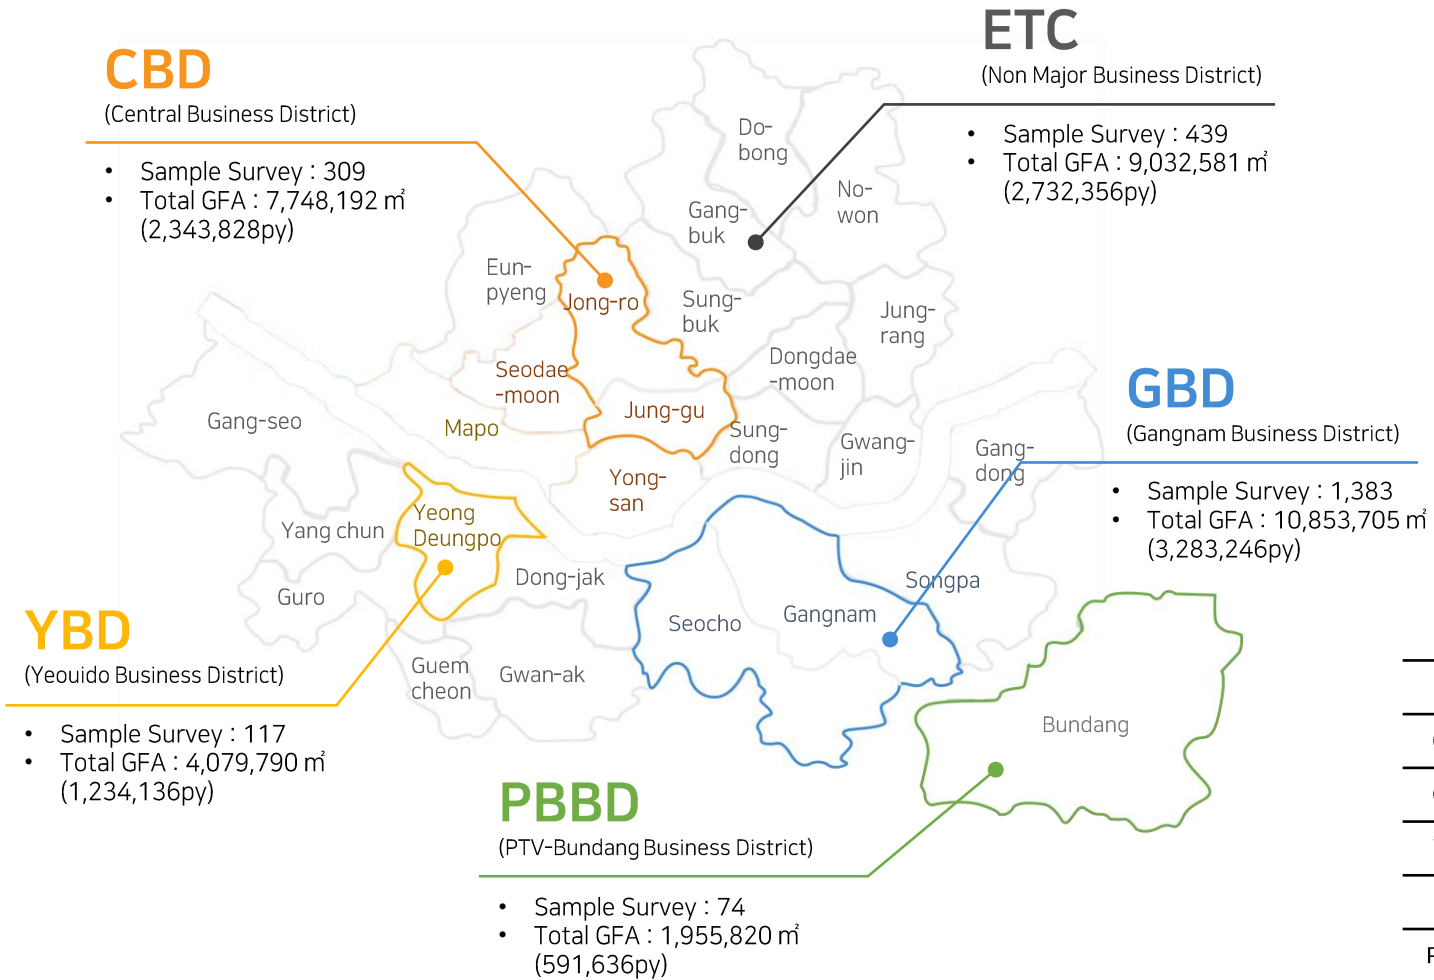 ETC
(Non Major Business District)
• Sample Survey : 439
• Total GFA : 9,032,581 ㎡
(2,732,356py)
CBD
(Central Business District)
• Sample Survey : 309
• Total GFA : 7,748,192 ㎡
(2,343,828py)
Do-
bong
No-
won
Gang-
buk
Eun-
pyeng
Jong-ro
Sung-
buk
Jung-
rang
Seodae
-moon
Dongdae
-moon
Gang-seo
Mapo
Jung-gu
Sung-
dong
Gwang-
jin
Gang-
dong
GBD
(Gangnam Business District)
• Sample Survey : 1,383
• Total GFA : 10,853,705 ㎡
(3,283,246py)
Yong-
san
Yang chun
Yeong
Deungpo
Guro
Dong-jak
Seocho
Gangnam
Songpa
Guem
cheon
Gwan-ak
Bundang
YBD
(Yeouido Business District)
• Sample Survey : 117
• Total GFA : 4,079,790 ㎡
(1,234,136py)
PBBD
(PTV-Bundang Business District)
• Sample Survey : 74
• Total GFA : 1,955,820 ㎡
(591,636py)